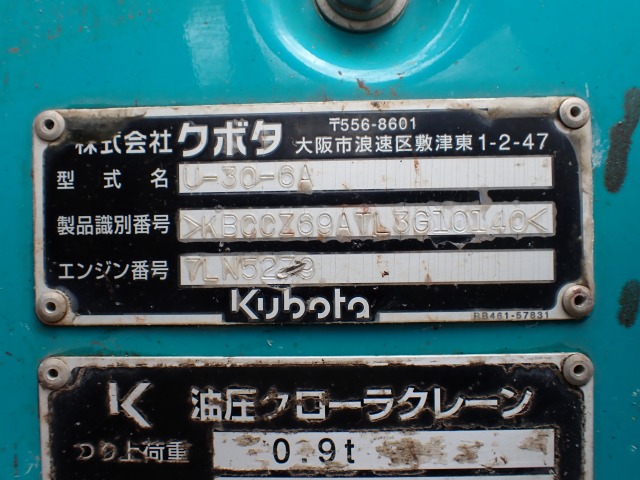 株式会社クボタ 〒556-8601
大阪市浪速区敷津東1-2-47
型式名 U-30-6A
製品識別番号 >KBCCZ69ATL3G10140<
エンジン番号
Kubota
RB461-57831
K 油圧クローラクレーン
つり上荷重 0.9t